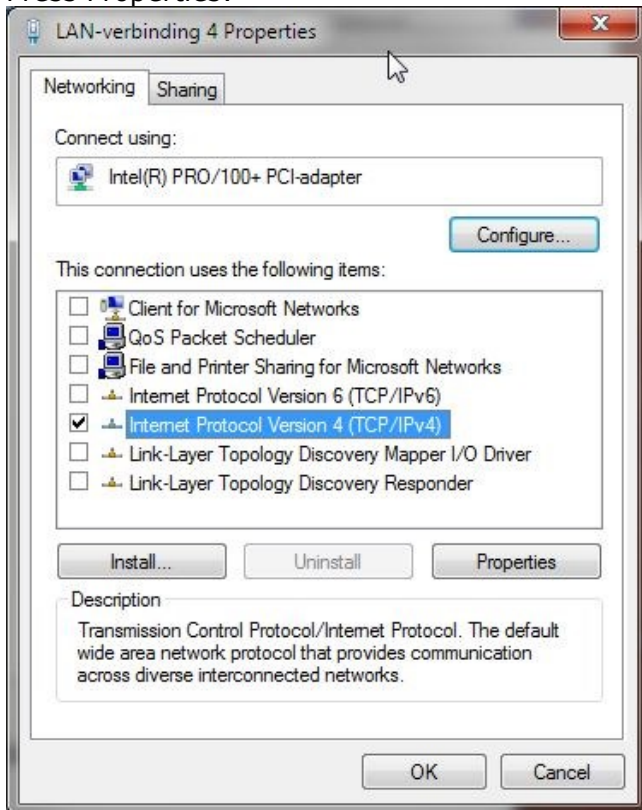 Press Properties.
LAN-verbinding 4 Properties
Networking
Sharing
Connect using:
Intel(R) PRO/100+ PCI-adapter
Configure...
This connection uses the following items:
Client for Microsoft Networks
QoS Packet Scheduler
File and Printer Sharing for Microsoft Networks
Internet Protocol Version 6 (TCP/IPv6)
Internet Protocol Version 4 (TCP/IPv4)
Link-Layer Topology Discovery Mapper I/O Driver
Link-Layer Topology Discovery Responder
Install...
Uninstall
Properties
Description
Transmission Control Protocol/Internet Protocol. The default
wide area network protocol that provides communication
across diverse interconnected networks.
OK
Cancel